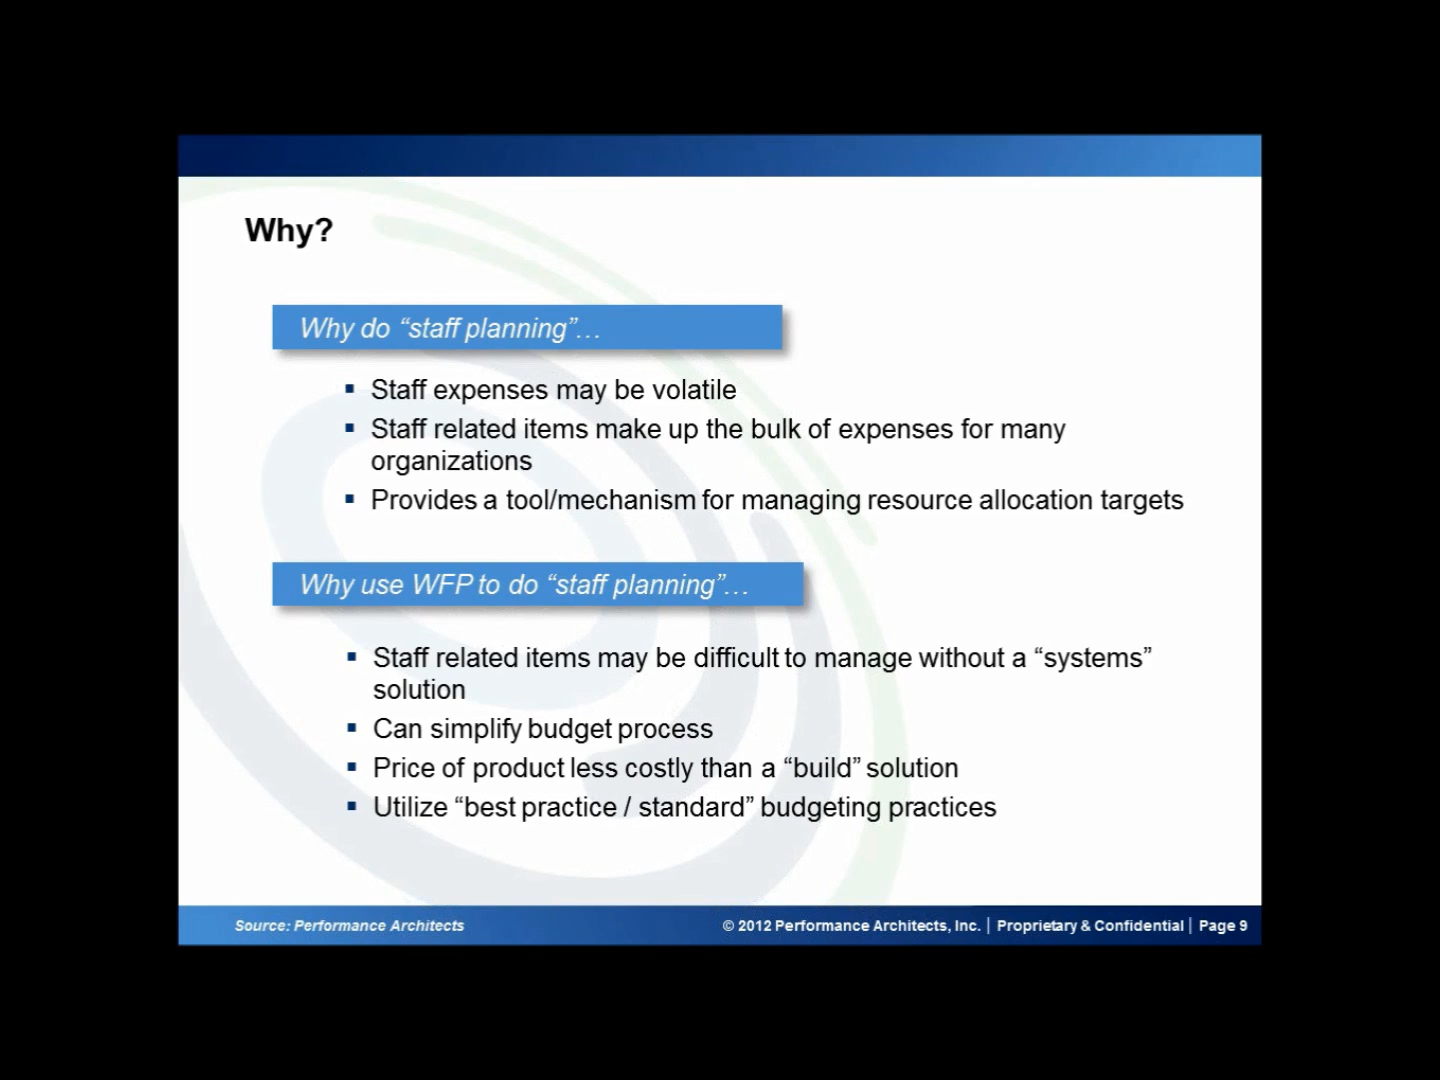 Why?
Why do “staff planning”…
▪ Staff expenses may be volatile
▪ Staff related items make up the bulk of expenses for many
organizations
▪ Provides a tool/mechanism for managing resource allocation targets
Why use WFP to do “staff planning”…
▪ Staff related items may be difficult to manage without a “systems”
solution
▪ Can simplify budget process
▪ Price of product less costly than a “build” solution
▪ Utilize “best practice / standard” budgeting practices
Source: Performance Architects
© 2012 Performance Architects, Inc. | Proprietary & Confidential | Page 9